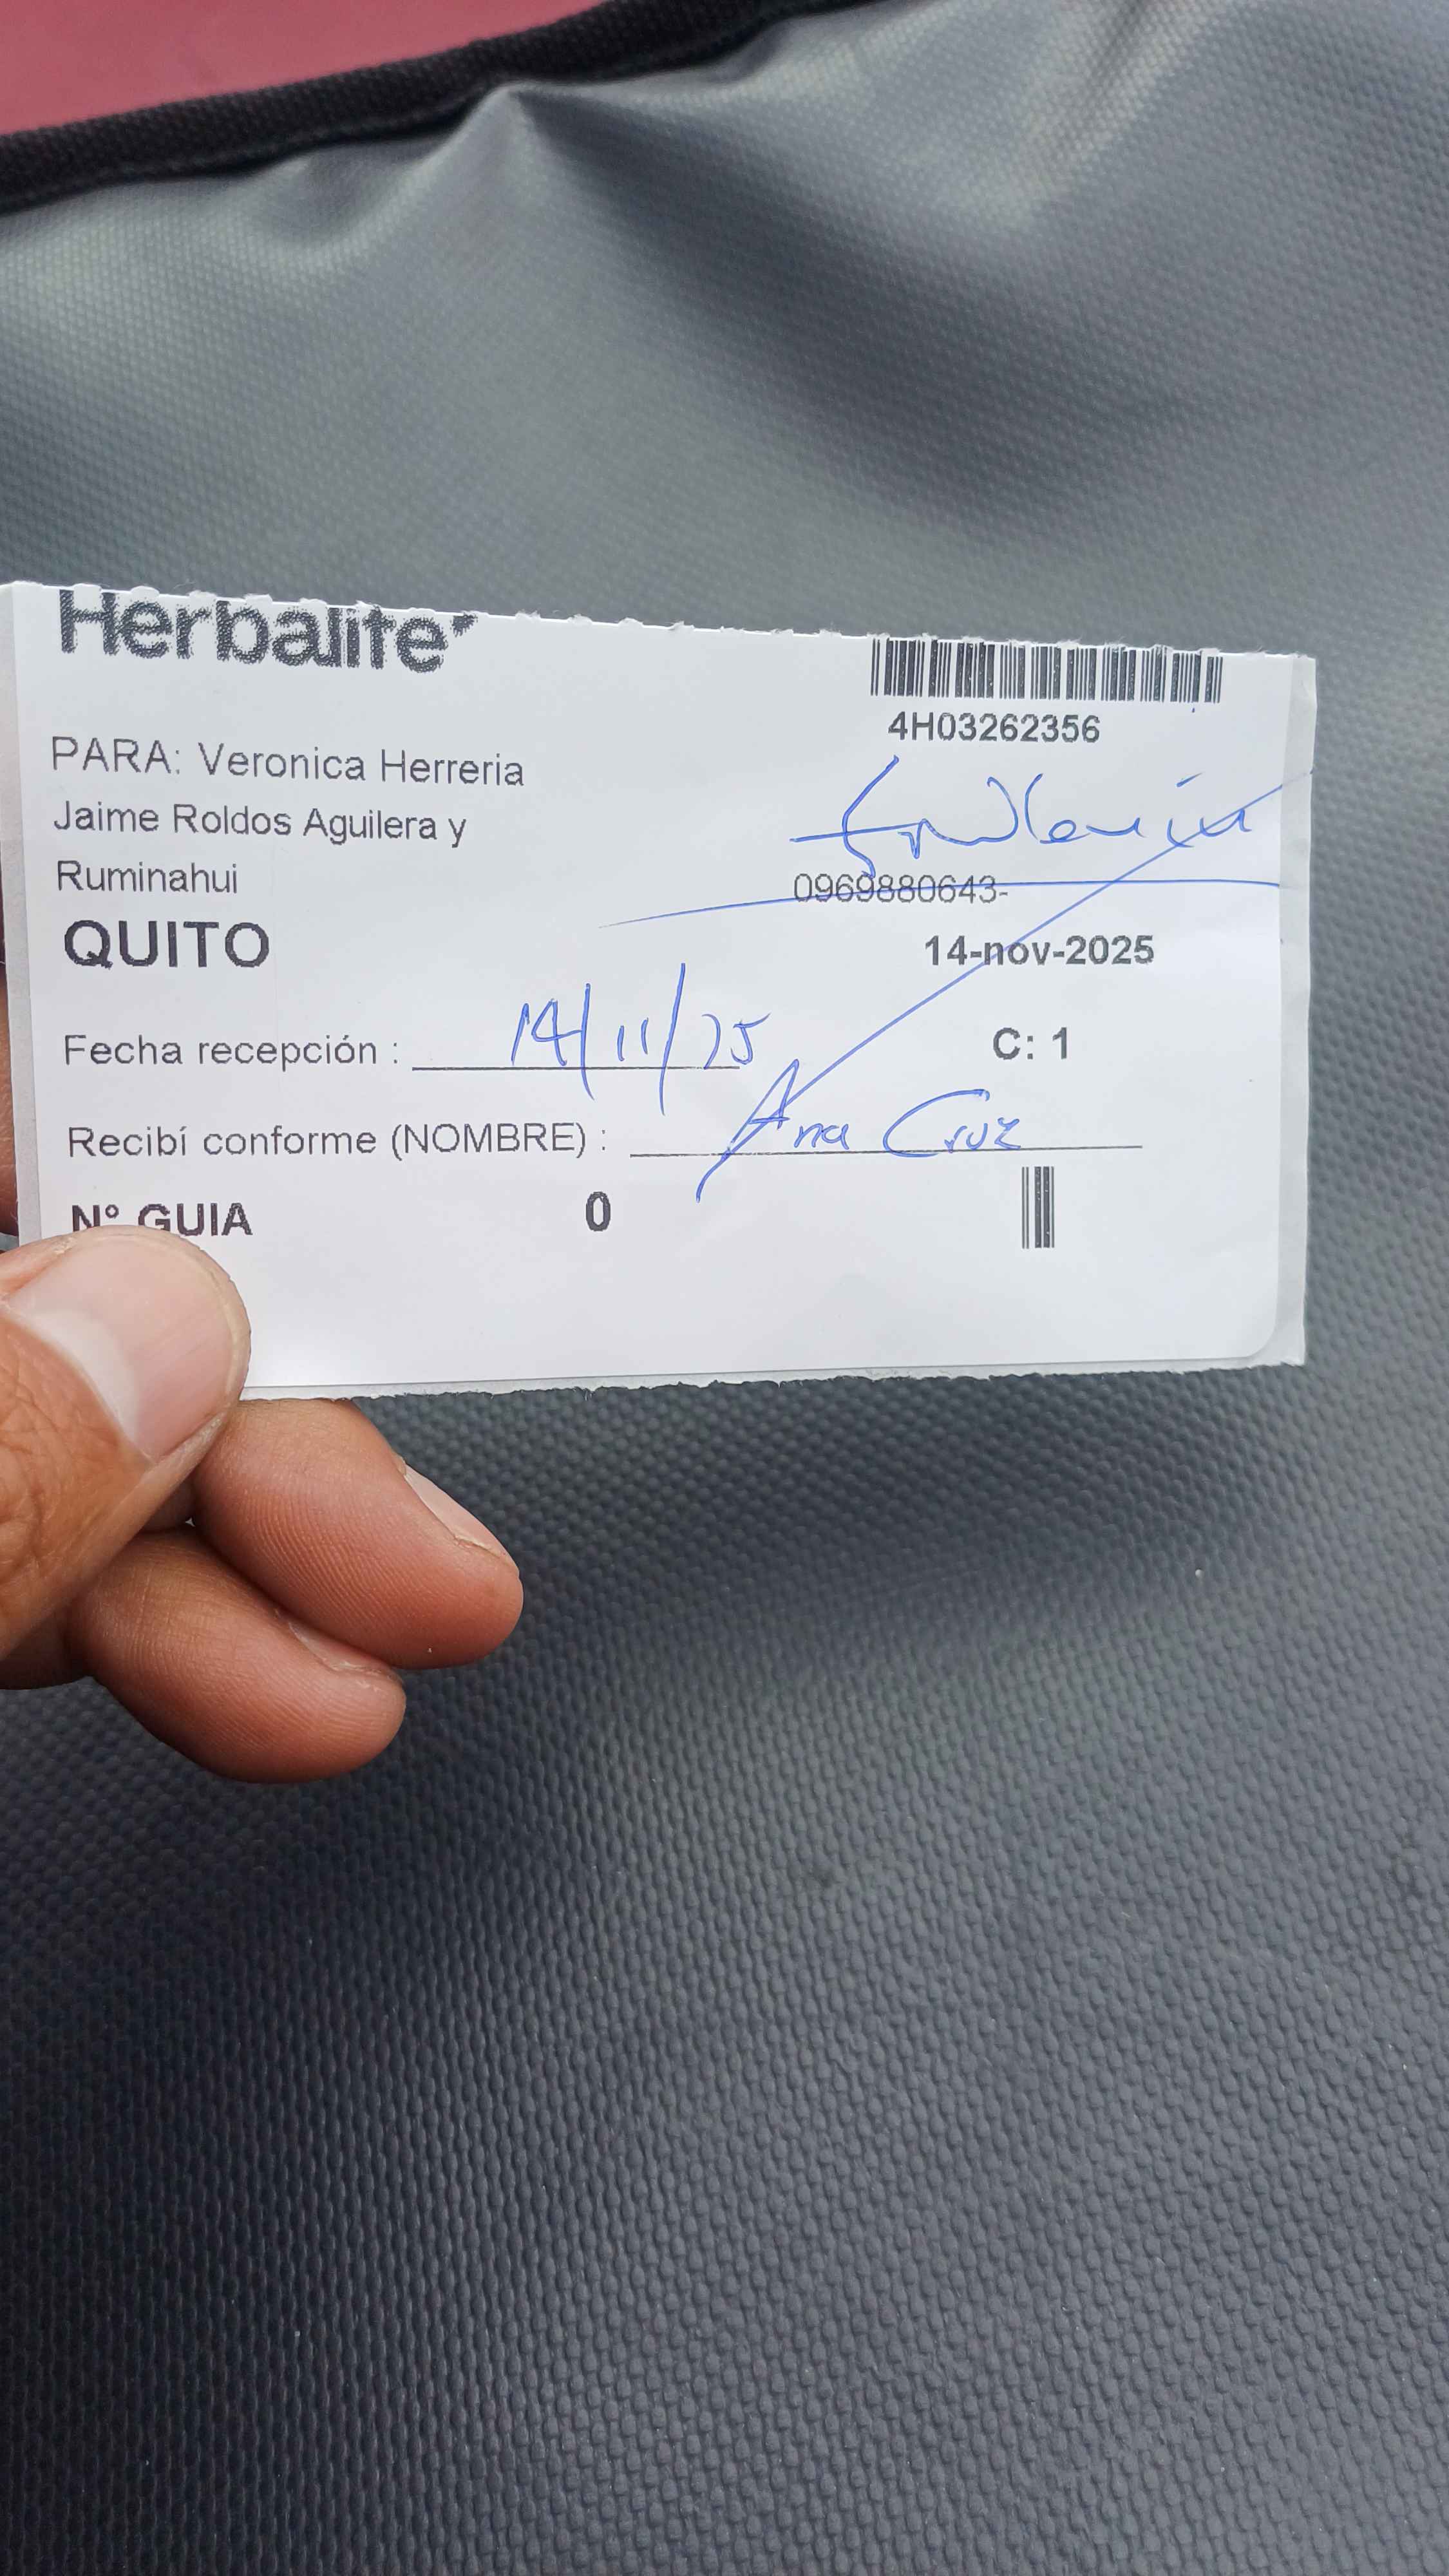 Herbalife
4H03262356
PARA: Veronica Herreria
Jaime Roldos Aguilera y
Ruminahui
0969880643-
QUITO
14-nov-2025
Fecha recepción : 14/11/25
C: 1
Recibí conforme (NOMBRE) : Ana Cruz
N° GUIA 0